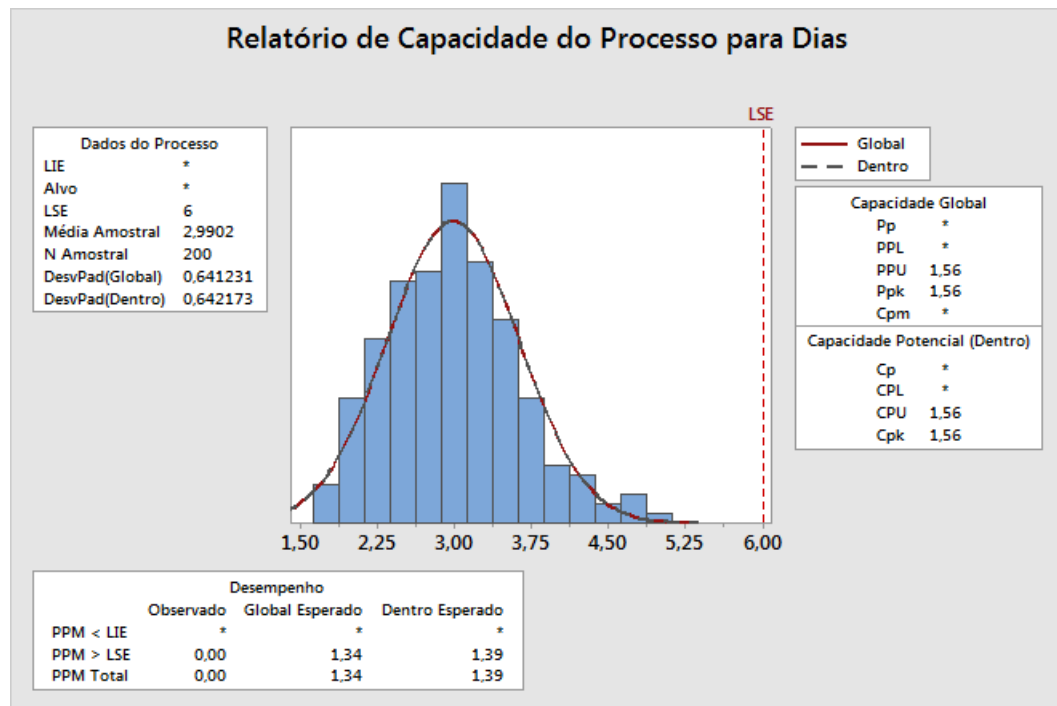 Relatório de Capacidade do Processo para Dias
LSE
Dados do Processo
LIE *
Alvo *
LSE 6
Média Amostral 2,9902
N Amostral 200
DesvPad(Global) 0,641231
DesvPad(Dentro) 0,642173
Global
Dentro
Capacidade Global
Pp *
PPL *
PPU 1,56
Ppk 1,56
Cpm *
Capacidade Potencial (Dentro)
Cp *
CPL *
CPU 1,56
Cpk 1,56
1,50 2,25 3,00 3,75 4,50 5,25 6,00
Desempenho
Observado Global Esperado Dentro Esperado
PPM < LIE * * *
PPM > LSE 0,00 1,34 1,39
PPM Total 0,00 1,34 1,39